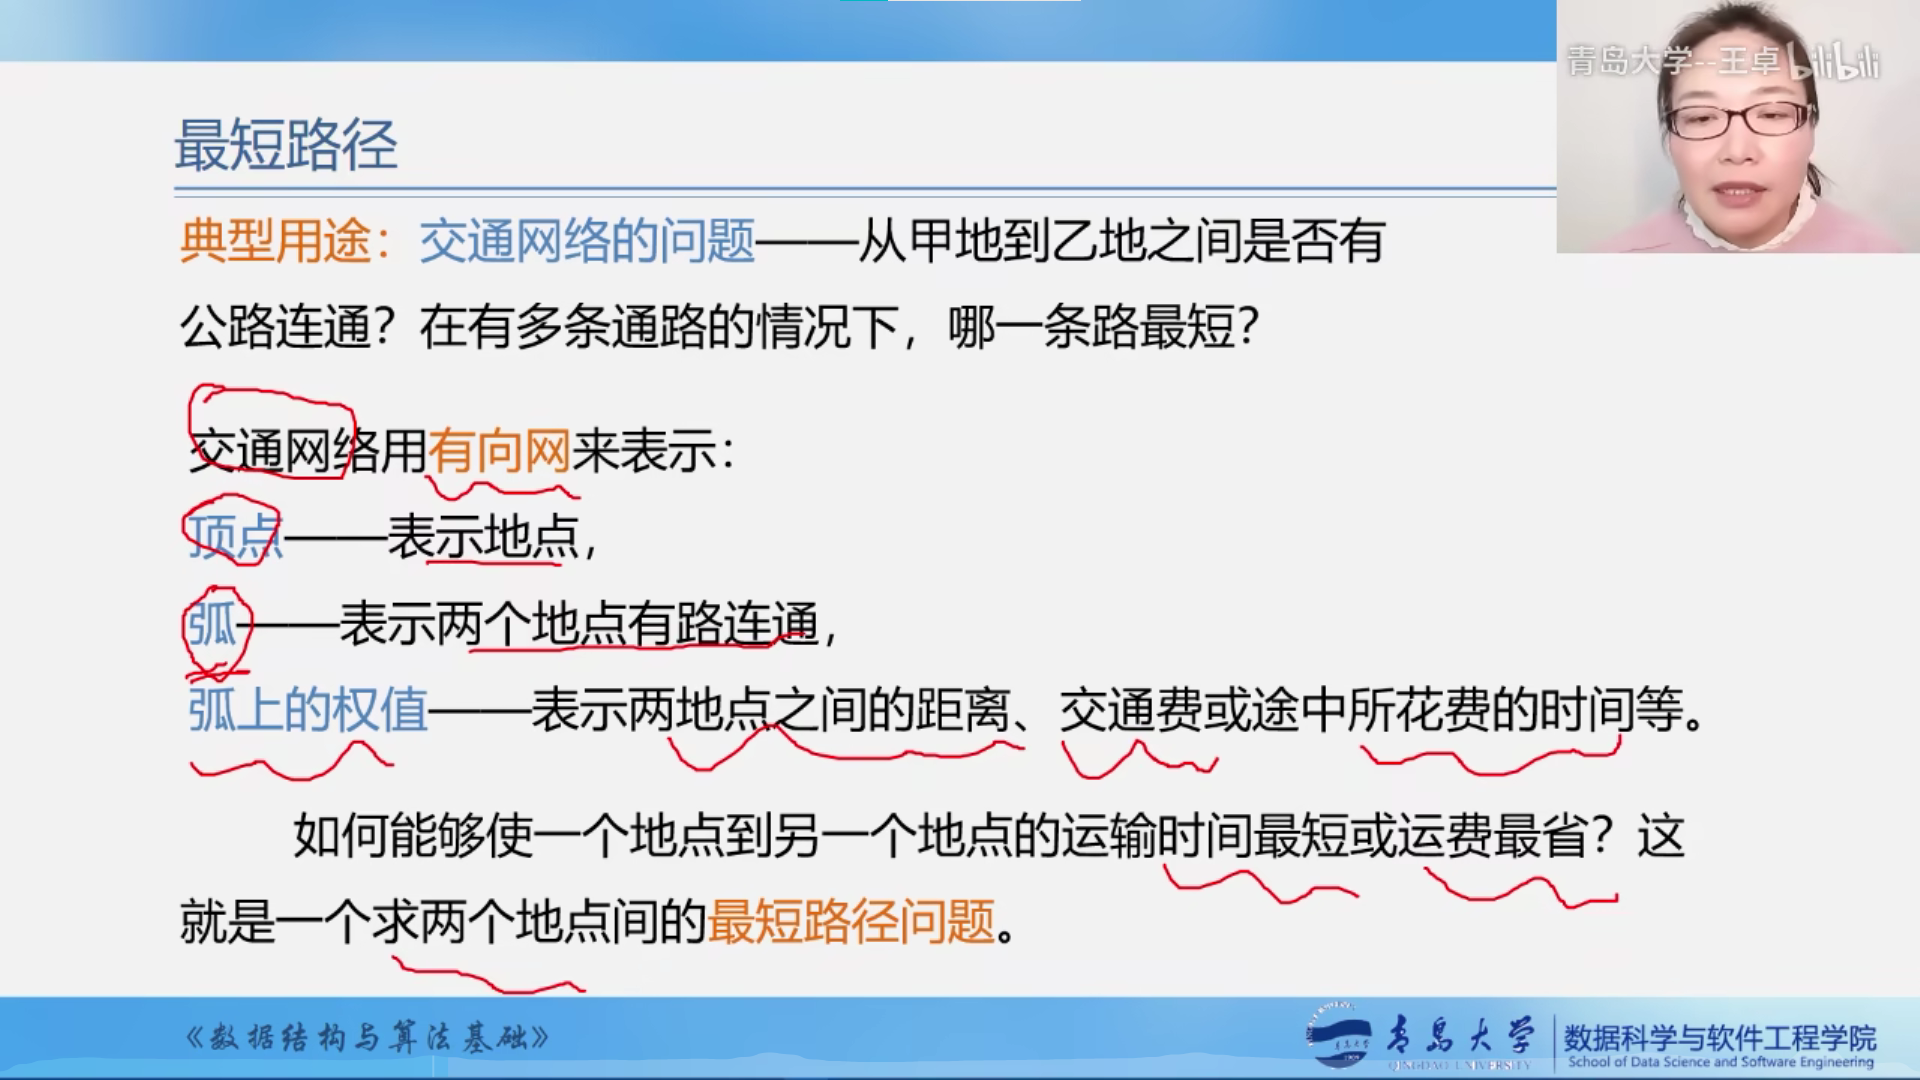 青岛大学--王卓 bilibili
最短路径
典型用途：交通网络的问题——从甲地到乙地之间是否有
公路连通？在有多条通路的情况下，哪一条路最短？
交通网络用有向网来表示：
顶点——表示地点，
弧——表示两个地点有路连通，
弧上的权值——表示两地点之间的距离、交通费或途中所花费的时间等。
如何能够使一个地点到另一个地点的运输时间最短或运费最省？这
就是一个求两个地点间的最短路径问题。
《数据结构与算法基础》
青岛大学
QINGDAO UNIVERSITY
数据科学与软件工程学院
School of Data Science and Software Engineering